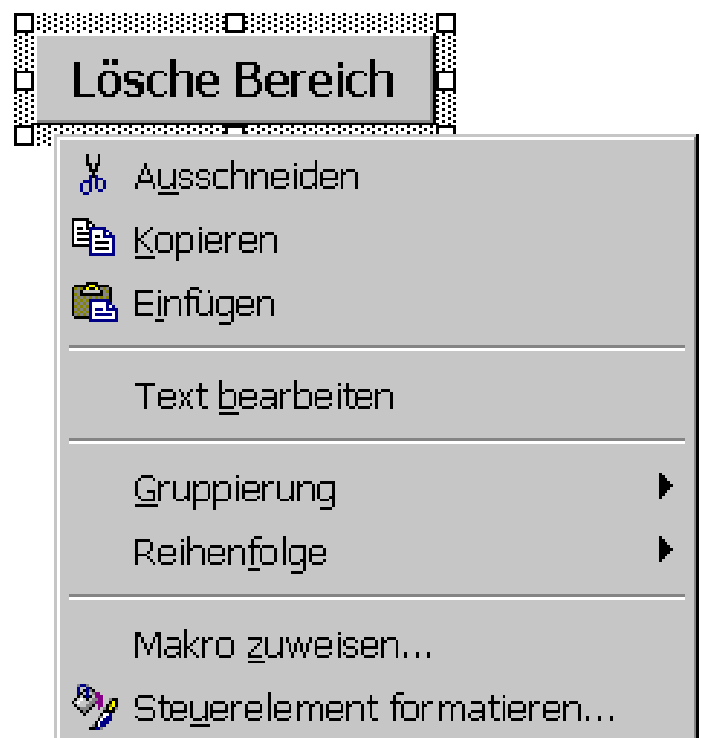 Lösche Bereich
Ausschneiden
Kopieren
Einfügen
Text bearbeiten
Gruppierung
Reihenfolge
Makro zuweisen...
Steuerelement formatieren...